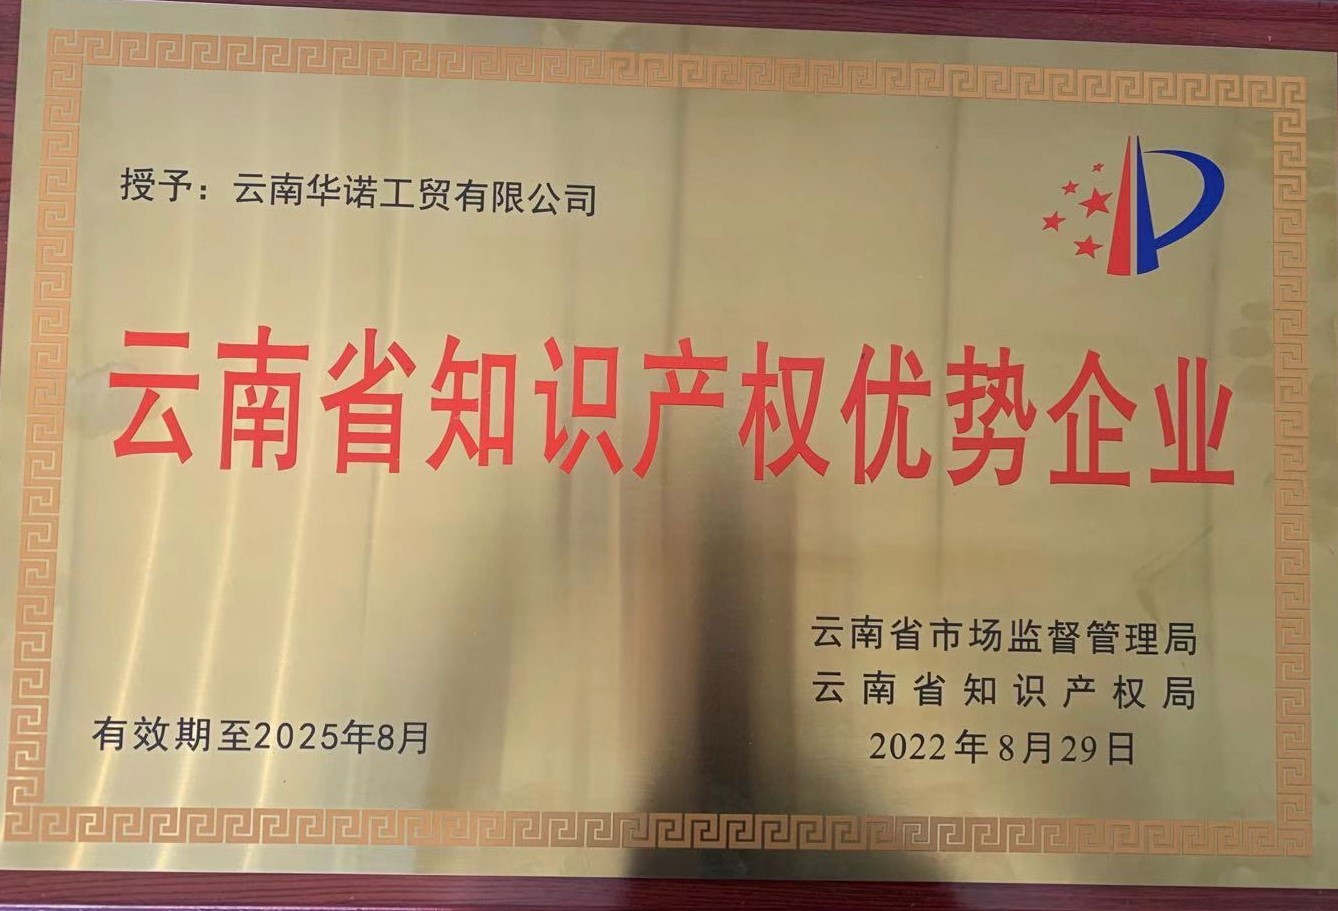 授予：云南华诺工贸有限公司
云南省知识产权优势企业
云南省市场监督管理局
云南省知识产权局
有效期至2025年8月
2022年8月29日